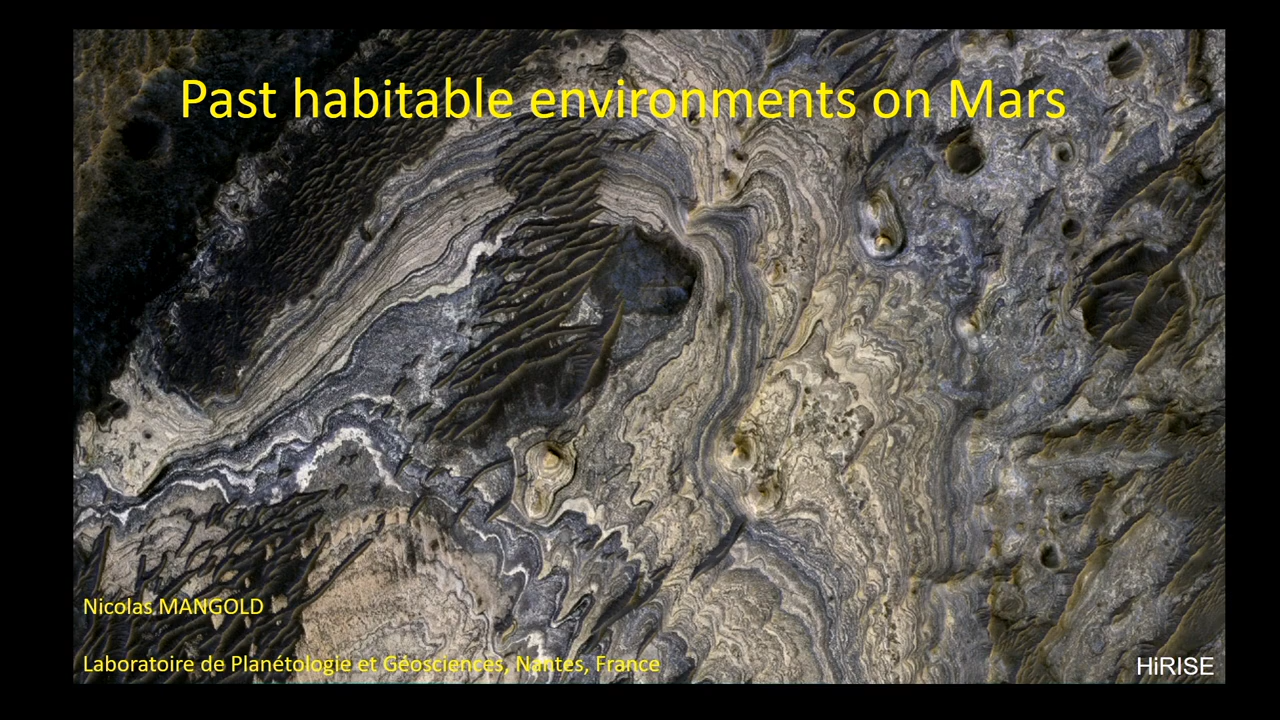 Past habitable environments on Mars
Nicolas MANGOLD
Laboratoire de Planétologie et Géosciences, Nantes, France
HiRISE